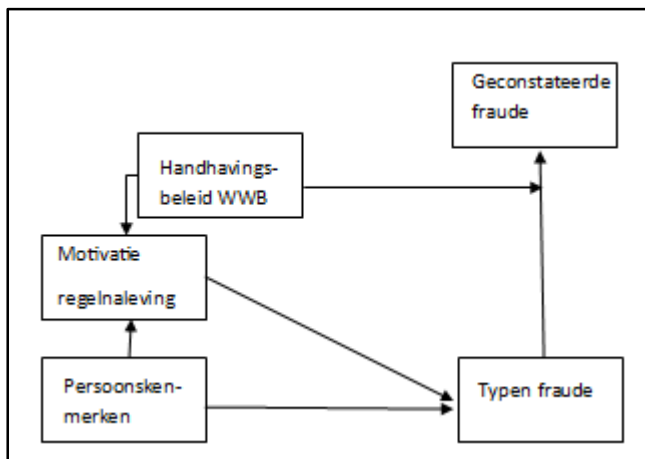 Geconstateerde
fraude
Handhavings-
beleid WWB
Motivatie
regelnaleving
Persoonsken-
merken
Typen fraude